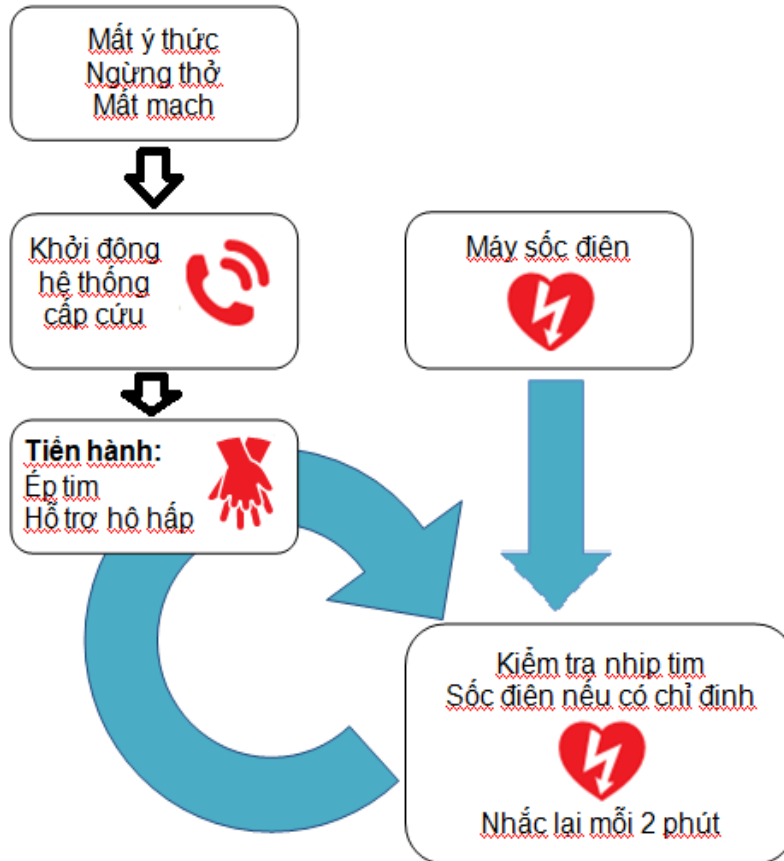 Mất ý thức
Ngừng thở
Mất mạch
Khởi động
hệ thống
cấp cứu
Máy sốc điện
Tiến hành:
Ép tim
Hỗ trợ hô hấp
Kiểm tra nhịp tim
Sốc điện nếu có chỉ định
Nhắc lại mỗi 2 phút